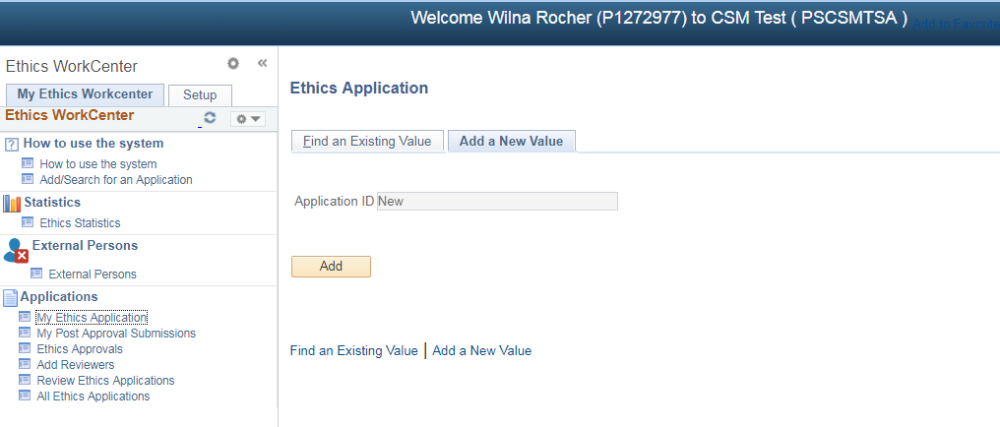 Welcome Wilna Rocher (P1272977) to CSM Test ( PSCSMTSA )
Add to Favorite
Ethics WorkCenter
My Ethics Workcenter
Setup
Ethics WorkCenter
How to use the system
How to use the system
Add/Search for an Application
Statistics
Ethics Statistics
External Persons
External Persons
Applications
My Ethics Application
My Post Approval Submissions
Ethics Approvals
Add Reviewers
Review Ethics Applications
All Ethics Applications
Ethics Application
Find an Existing Value
Add a New Value
Application ID New
Add
Find an Existing Value | Add a New Value